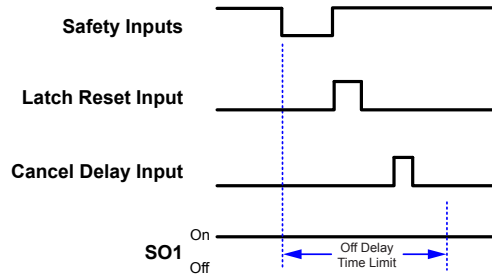 Safety Inputs
Latch Reset Input
Cancel Delay Input
On
SO1
Off
Off Delay
Time Limit